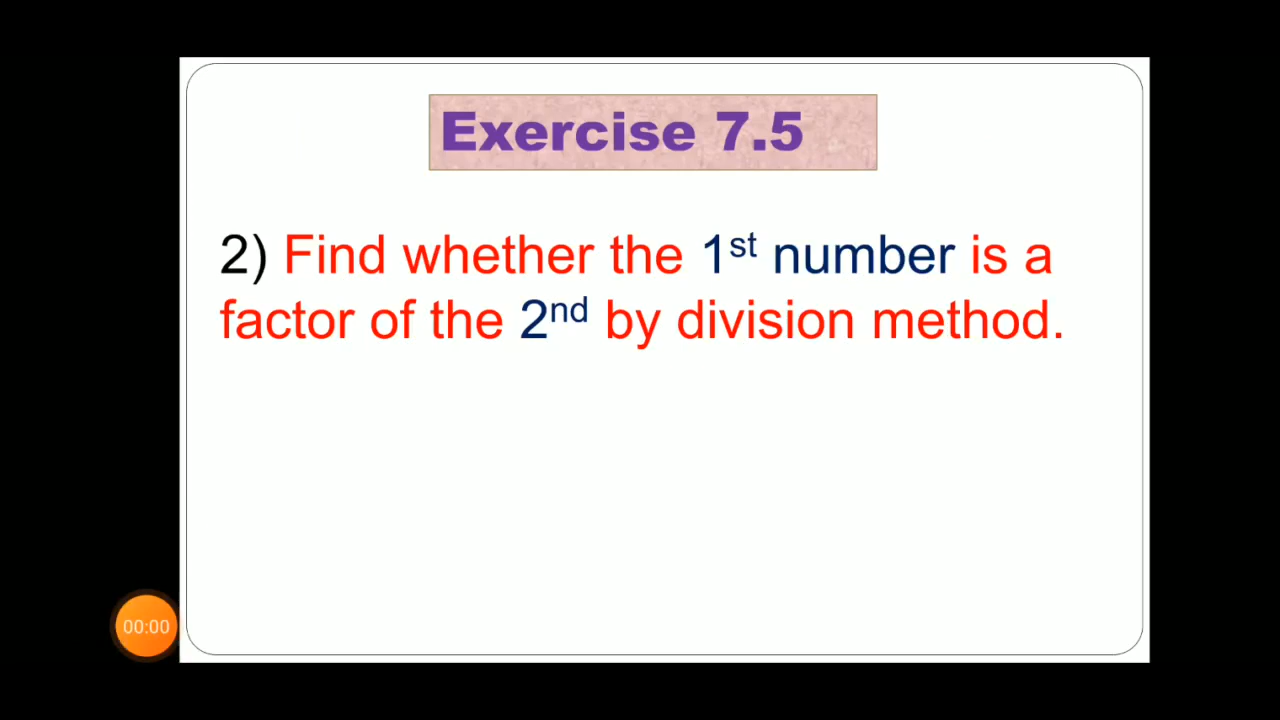 Exercise 7.5
2) Find whether the 1st number is a
factor of the 2nd by division method.
00:00